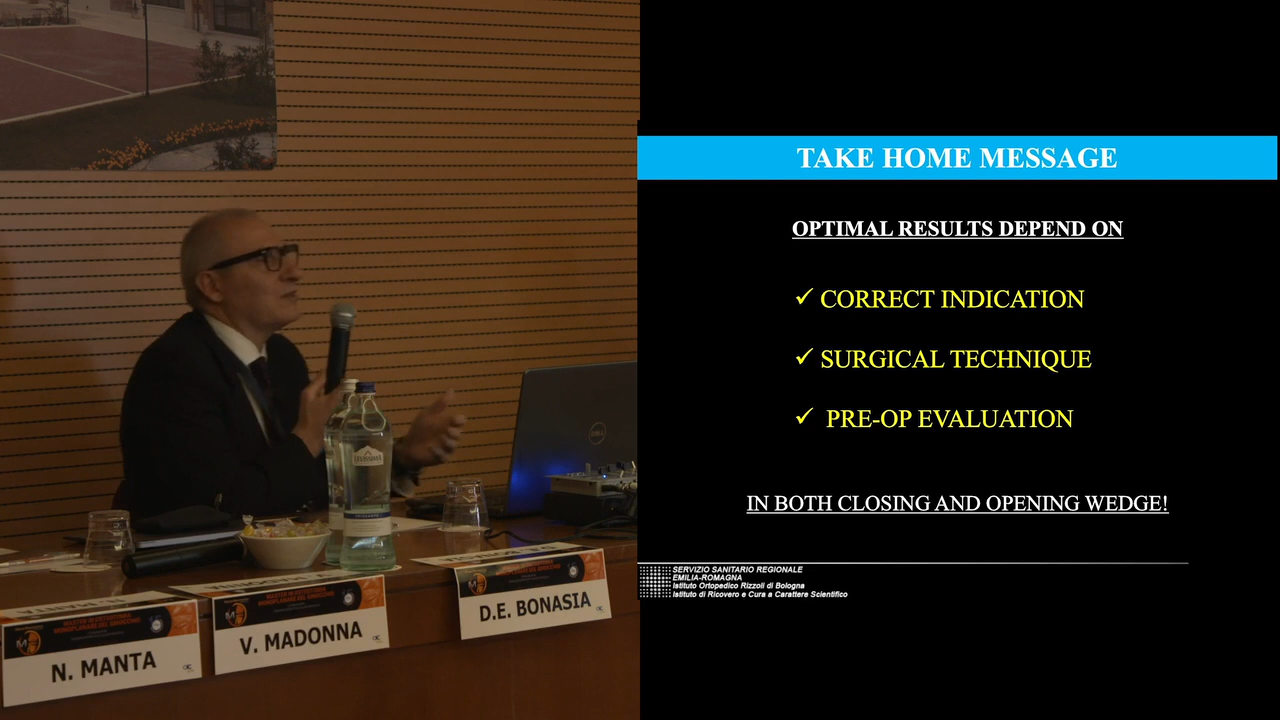 TAKE HOME MESSAGE
OPTIMAL RESULTS DEPEND ON
✓ CORRECT INDICATION
✓ SURGICAL TECHNIQUE
✓ PRE-OP EVALUATION
IN BOTH CLOSING AND OPENING WEDGE!
SERVIZIO SANITARIO REGIONALE
EMILIA-ROMAGNA
Istituto Ortopedico Rizzoli di Bologna
Istituto di Ricovero e Cura a Carattere Scientifico
DELL
N. MANTA
V. MADONNA
D.E. BONASIA